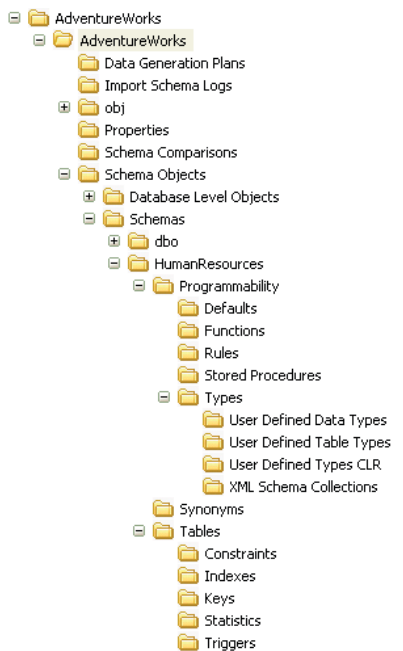 AdventureWorks
AdventureWorks
Data Generation Plans
Import Schema Logs
obj
Properties
Schema Comparisons
Schema Objects
Database Level Objects
Schemas
dbo
HumanResources
Programmability
Defaults
Functions
Rules
Stored Procedures
Types
User Defined Data Types
User Defined Table Types
User Defined Types CLR
XML Schema Collections
Synonyms
Tables
Constraints
Indexes
Keys
Statistics
Triggers